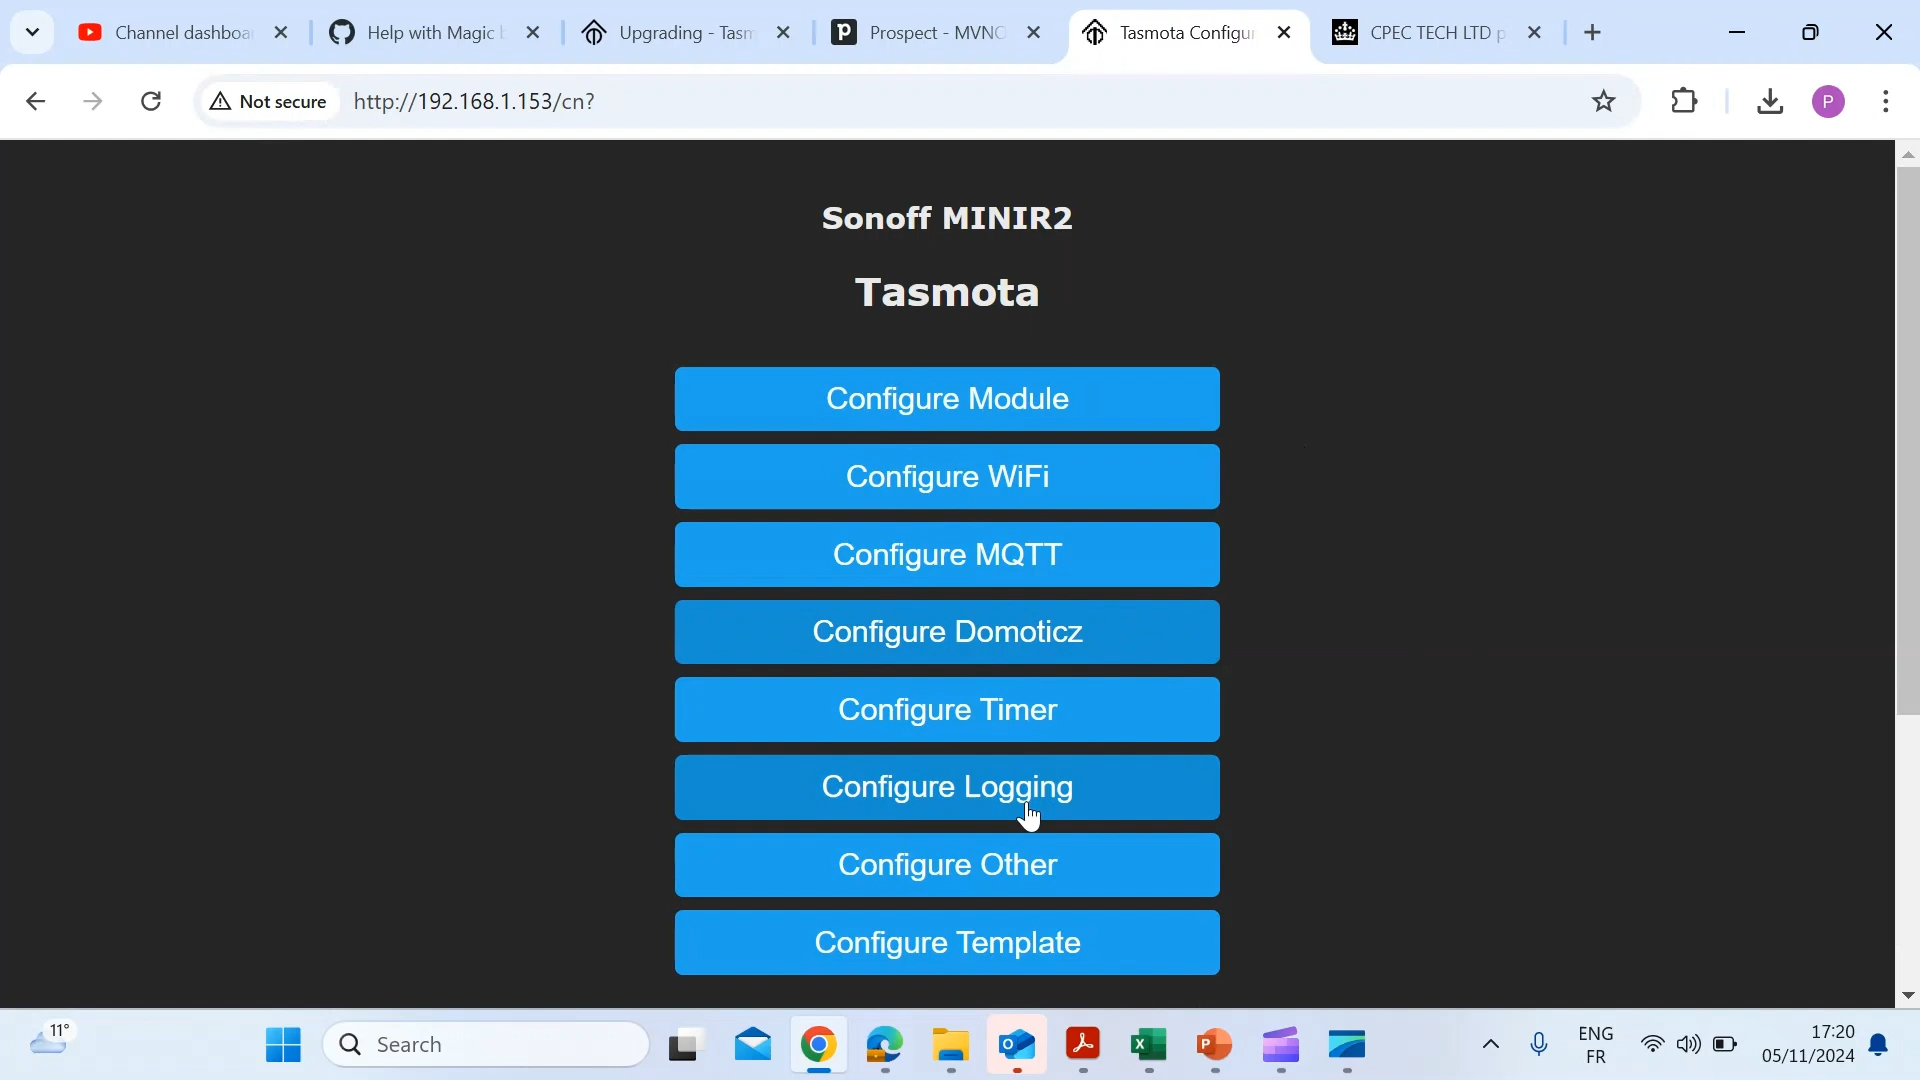 Channel dashboa
Help with Magic
Upgrading - Tasm
Prospect - MVNO
Tasmota Configur
CPEC TECH LTD p
Not secure
http://192.168.1.153/cn?
P
Sonoff MINIR2
Tasmota
Configure Module
Configure WiFi
Configure MQTT
Configure Domoticz
Configure Timer
Configure Logging
Configure Other
Configure Template
11°
Search
ENG
FR
17:20
05/11/2024